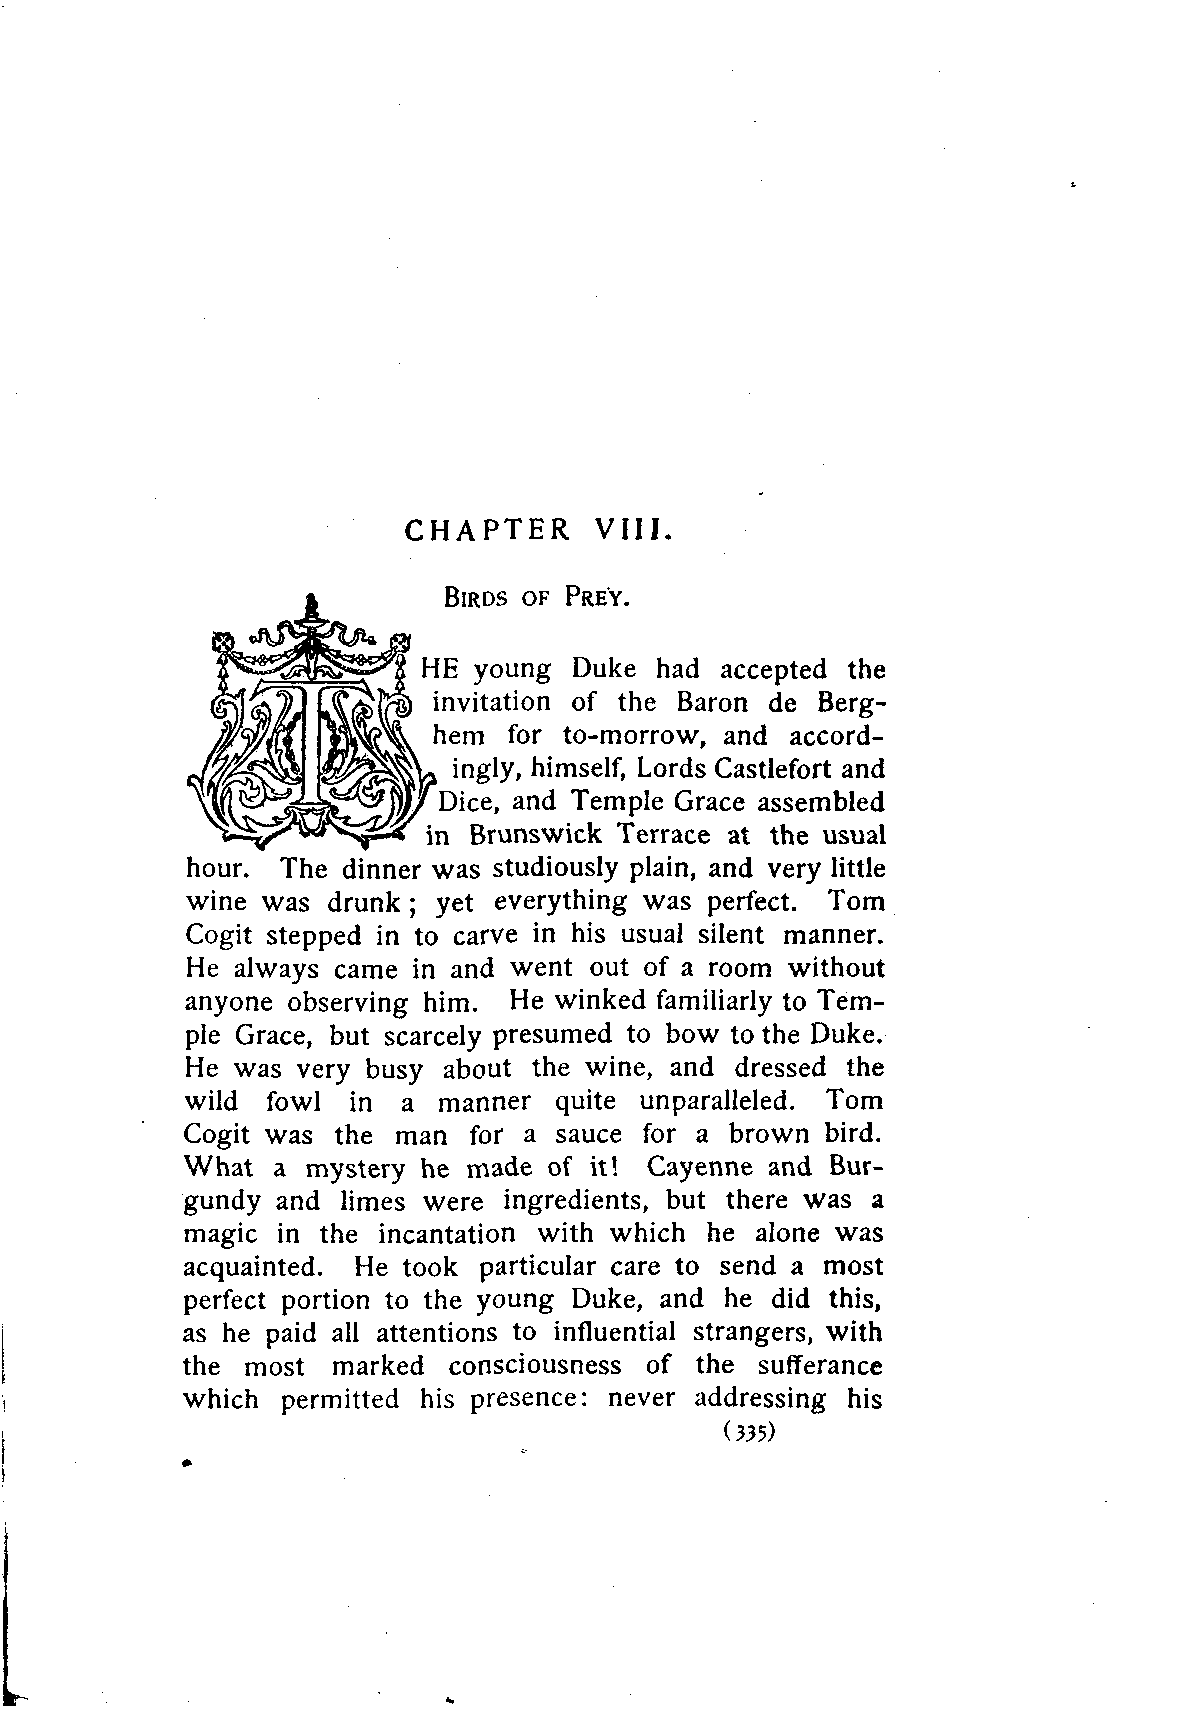 CHAPTER VIII.
BIRDS OF PREY.
THE young Duke had accepted the
invitation of the Baron de Berg-
hem for to-morrow, and accord-
ingly, himself, Lords Castlefort and
Dice, and Temple Grace assembled
in Brunswick Terrace at the usual
hour. The dinner was studiously plain, and very little
wine was drunk; yet everything was perfect. Tom
Cogit stepped in to carve in his usual silent manner.
He always came in and went out of a room without
anyone observing him. He winked familiarly to Tem-
ple Grace, but scarcely presumed to bow to the Duke.
He was very busy about the wine, and dressed the
wild fowl in a manner quite unparalleled. Tom
Cogit was the man for a sauce for a brown bird.
What a mystery he made of it! Cayenne and Bur-
gundy and limes were ingredients, but there was a
magic in the incantation with which he alone was
acquainted. He took particular care to send a most
perfect portion to the young Duke, and he did this,
as he paid all attentions to influential strangers, with
the most marked consciousness of the sufferance
which permitted his presence: never addressing his
(335)